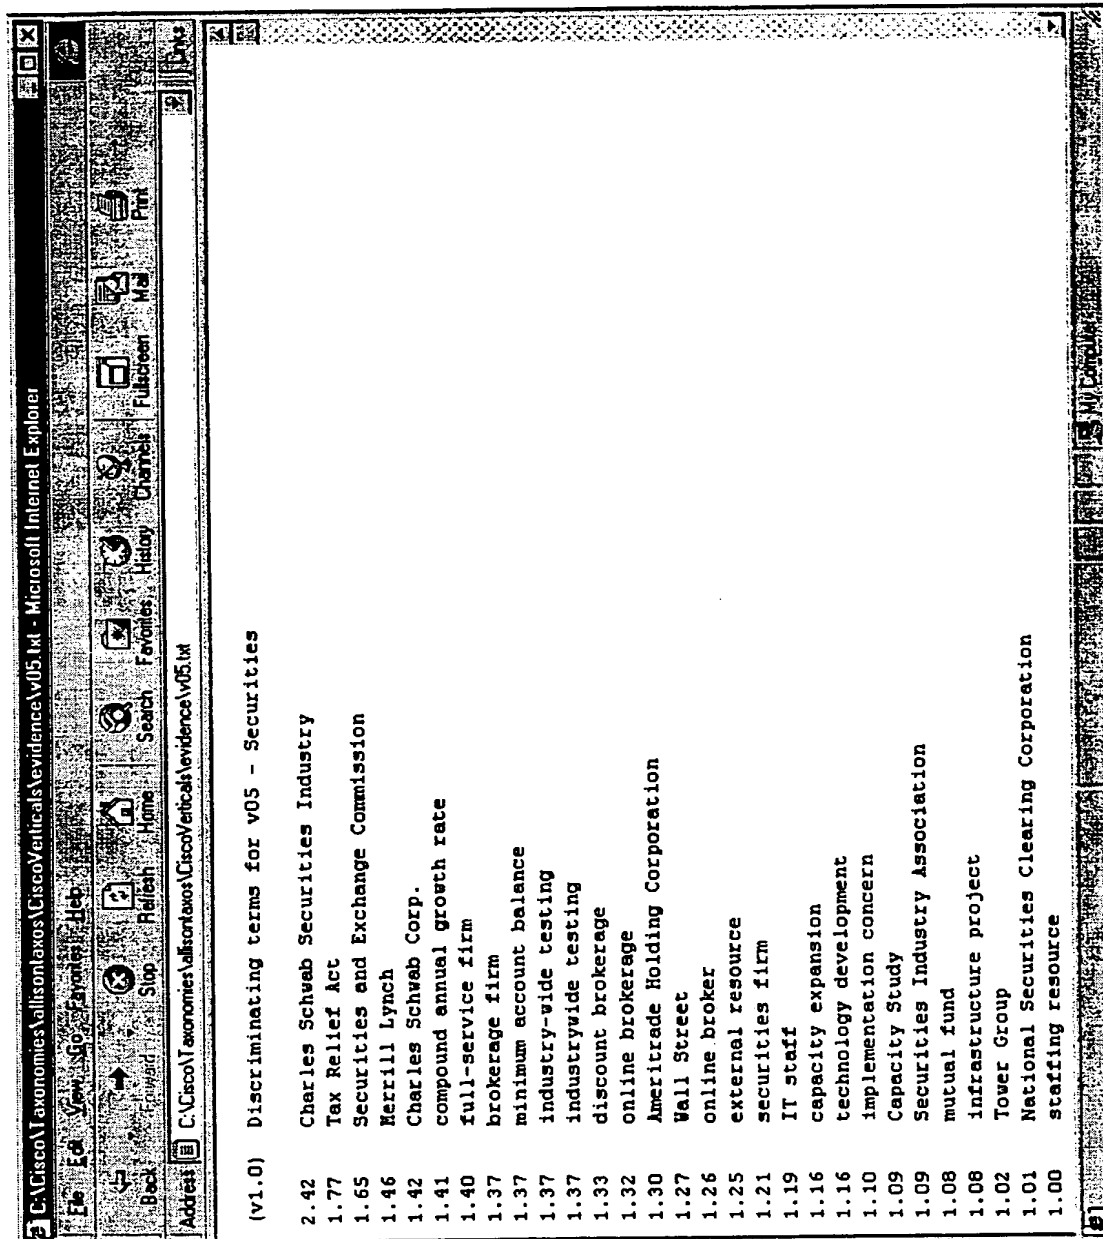 C:\Cisco\Taxonomies\allisontaxos\CiscoVerticals\evidence\v05.txt - Microsoft Internet Explorer
File Edit View Go Favorites Help
Back Forward Stop Refresh Home Search Favorites History Channels Fullscreen Mail Print
Address C:\Cisco\Taxonomies\allisontaxos\CiscoVerticals\evidence\v05.txt Links
(v1.0) Discriminating terms for v05 - Securities
2.42 Charles Schwab Securities Industry
1.77 Tax Relief Act
1.65 Securities and Exchange Commission
1.46 Merrill Lynch
1.42 Charles Schwab Corp.
1.41 compound annual growth rate
1.40 full-service firm
1.37 brokerage firm
1.37 minimum account balance
1.37 industry-wide testing
1.37 industrywide testing
1.33 discount brokerage
1.32 online brokerage
1.30 Ameritrade Holding Corporation
1.27 Wall Street
1.26 online broker
1.25 external resource
1.21 securities firm
1.19 IT staff
1.16 capacity expansion
1.16 technology development
1.10 implementation concern
1.09 Capacity Study
1.09 Securities Industry Association
1.08 mutual fund
1.08 infrastructure project
1.02 Tower Group
1.01 National Securities Clearing Corporation
1.00 staffing resource
My Computer